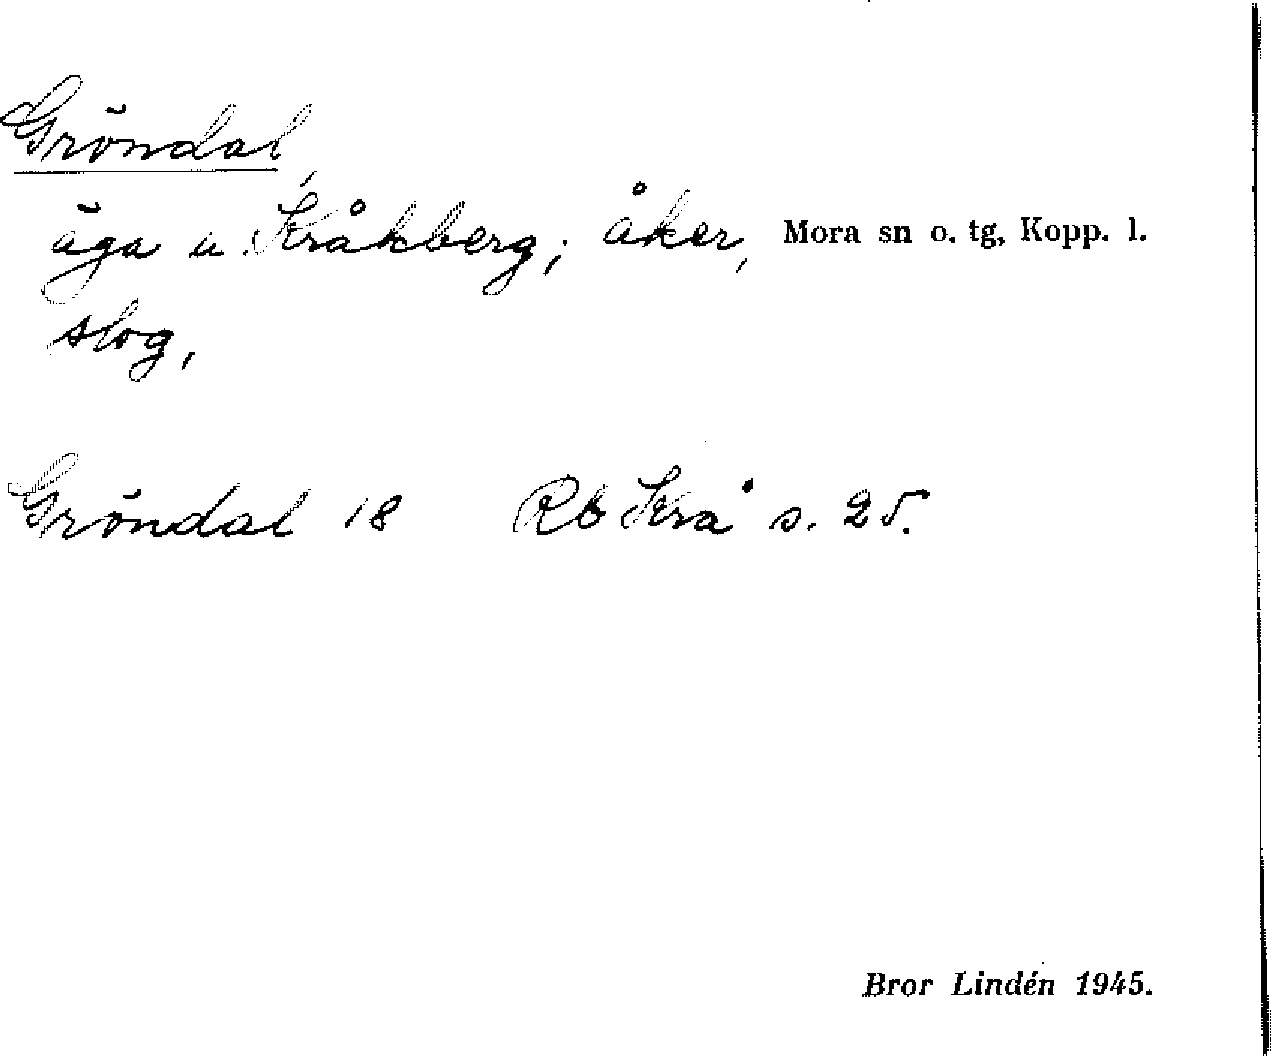 Gröndal,
äga u. Kråkberg; åker, Mora sn o. tg, Kopp. l.
slog,
Gröndal 18 Rb Krå s. 25.
Bror Lindén 1945.